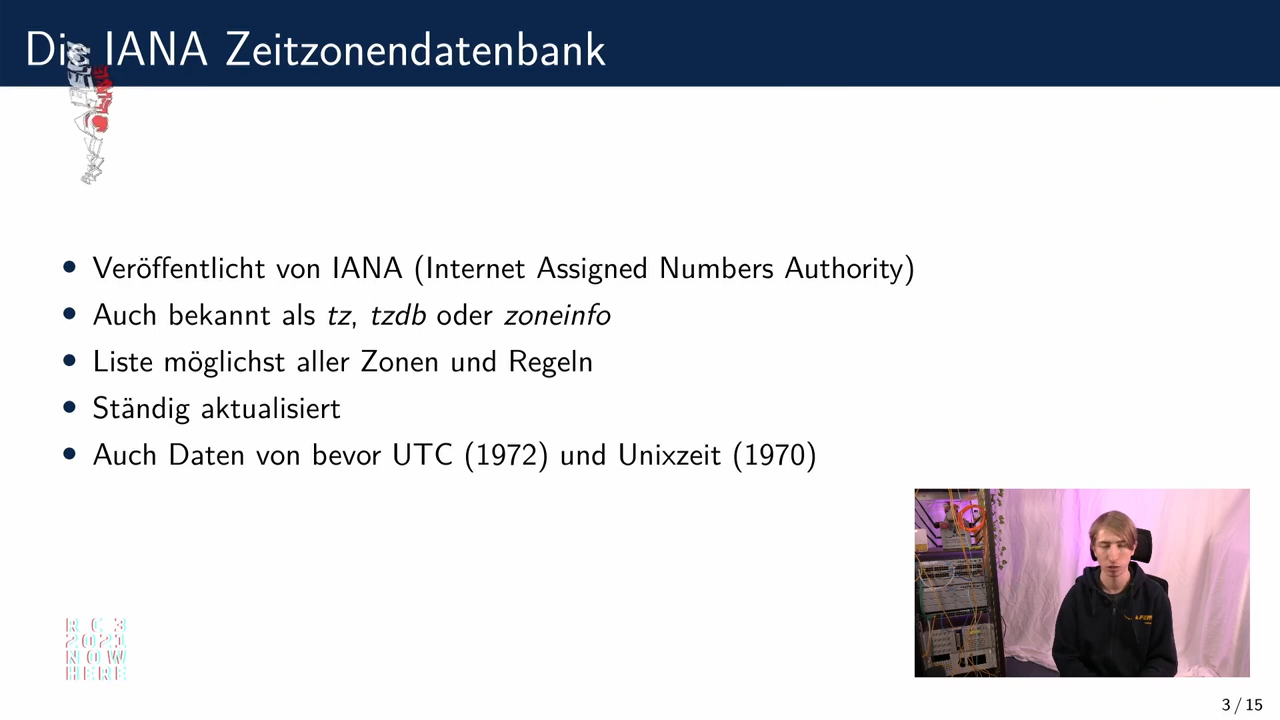 Die IANA Zeitzonendatenbank
• Veröffentlicht von IANA (Internet Assigned Numbers Authority)
• Auch bekannt als tz, tzdb oder zoneinfo
• Liste möglichst aller Zonen und Regeln
• Ständig aktualisiert
• Auch Daten von bevor UTC (1972) und Unixzeit (1970)
R C 3
2021
NOW
HERE
3 / 15